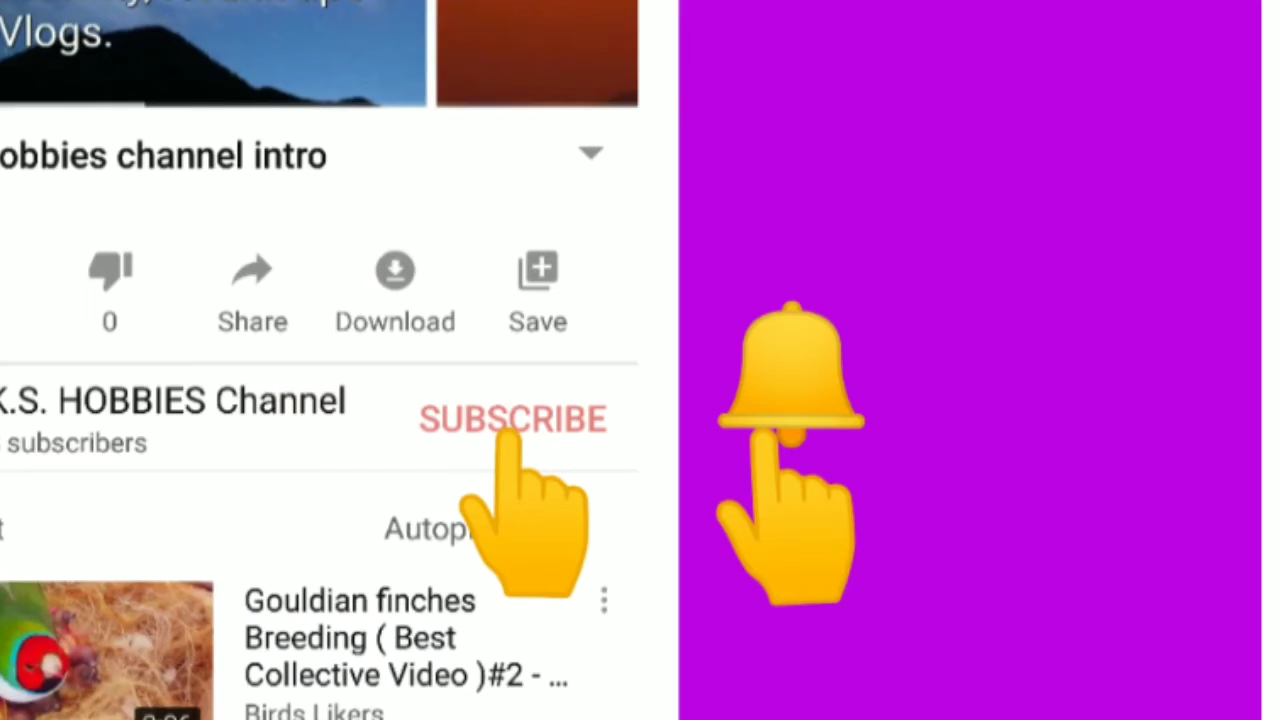 Vlogs.
obbies channel intro
0
Share
Download
Save
K.S. HOBBIES Channel
subscribers
SUBSCRIBE
Gouldian finches
Breeding ( Best
Collective Video )#2 - ...
Birds Likers